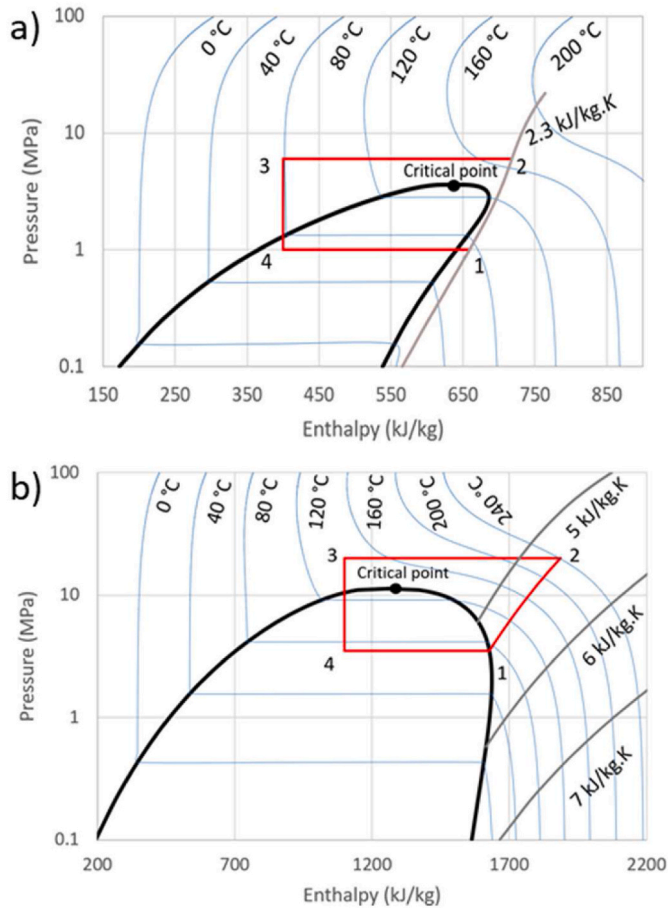 a)
100
10
1
0.1
Pressure (MPa)
0 °C
40 °C
80 °C
120 °C
160 °C
200 °C
2.3 kJ/kg.K
3
2
Critical point
4
1
150 250 350 450 550 650 750 850
Enthalpy (kJ/kg)
b)
100
10
1
0.1
Pressure (MPa)
0 °C
40 °C
80 °C
120 °C
160 °C
200 °C
240 °C
5 kJ/kg.K
3
2
Critical point
4
1
6 kJ/kg.K
7 kJ/kg.K
200 700 1200 1700 2200
Enthalpy (kJ/kg)